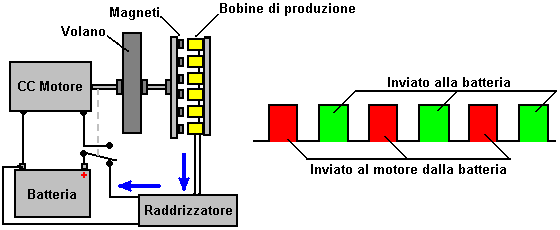 Magneti
Bobine di produzione
Volano
CC Motore
Batteria
+
Raddrizzatore
Inviato alla batteria
Inviato al motore dalla batteria